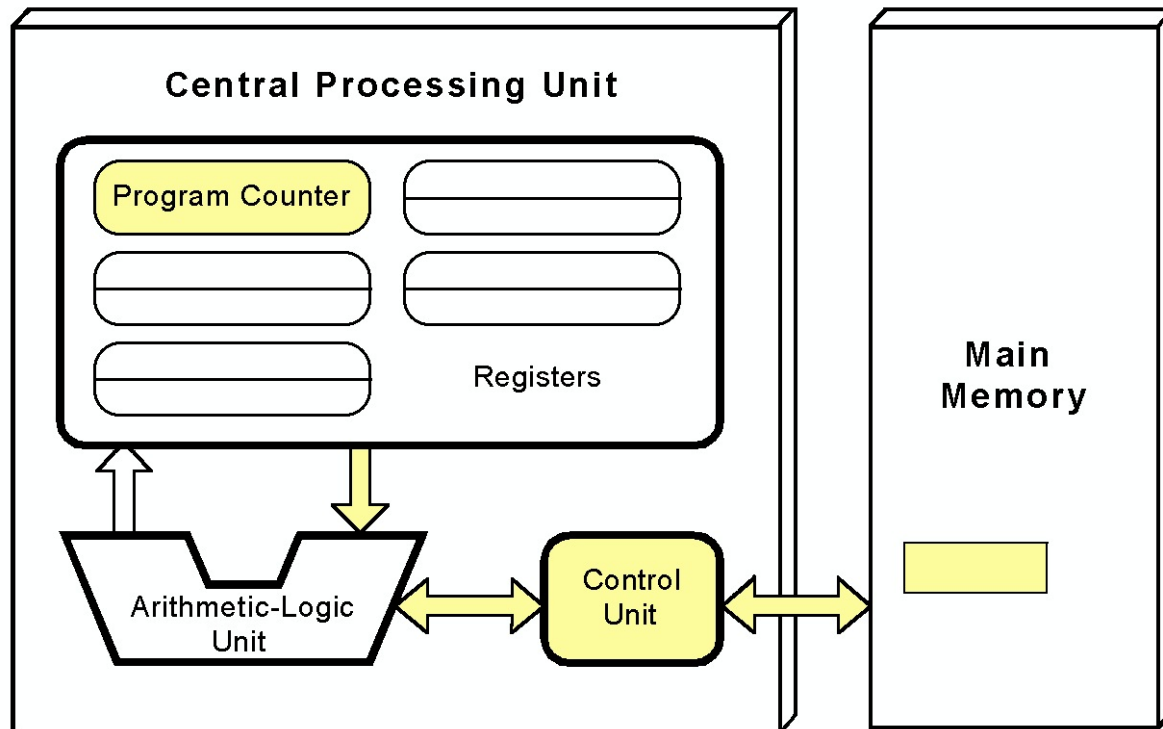 Central Processing Unit
Program Counter
Registers
Main
Memory
Arithmetic-Logic
Unit
Control
Unit